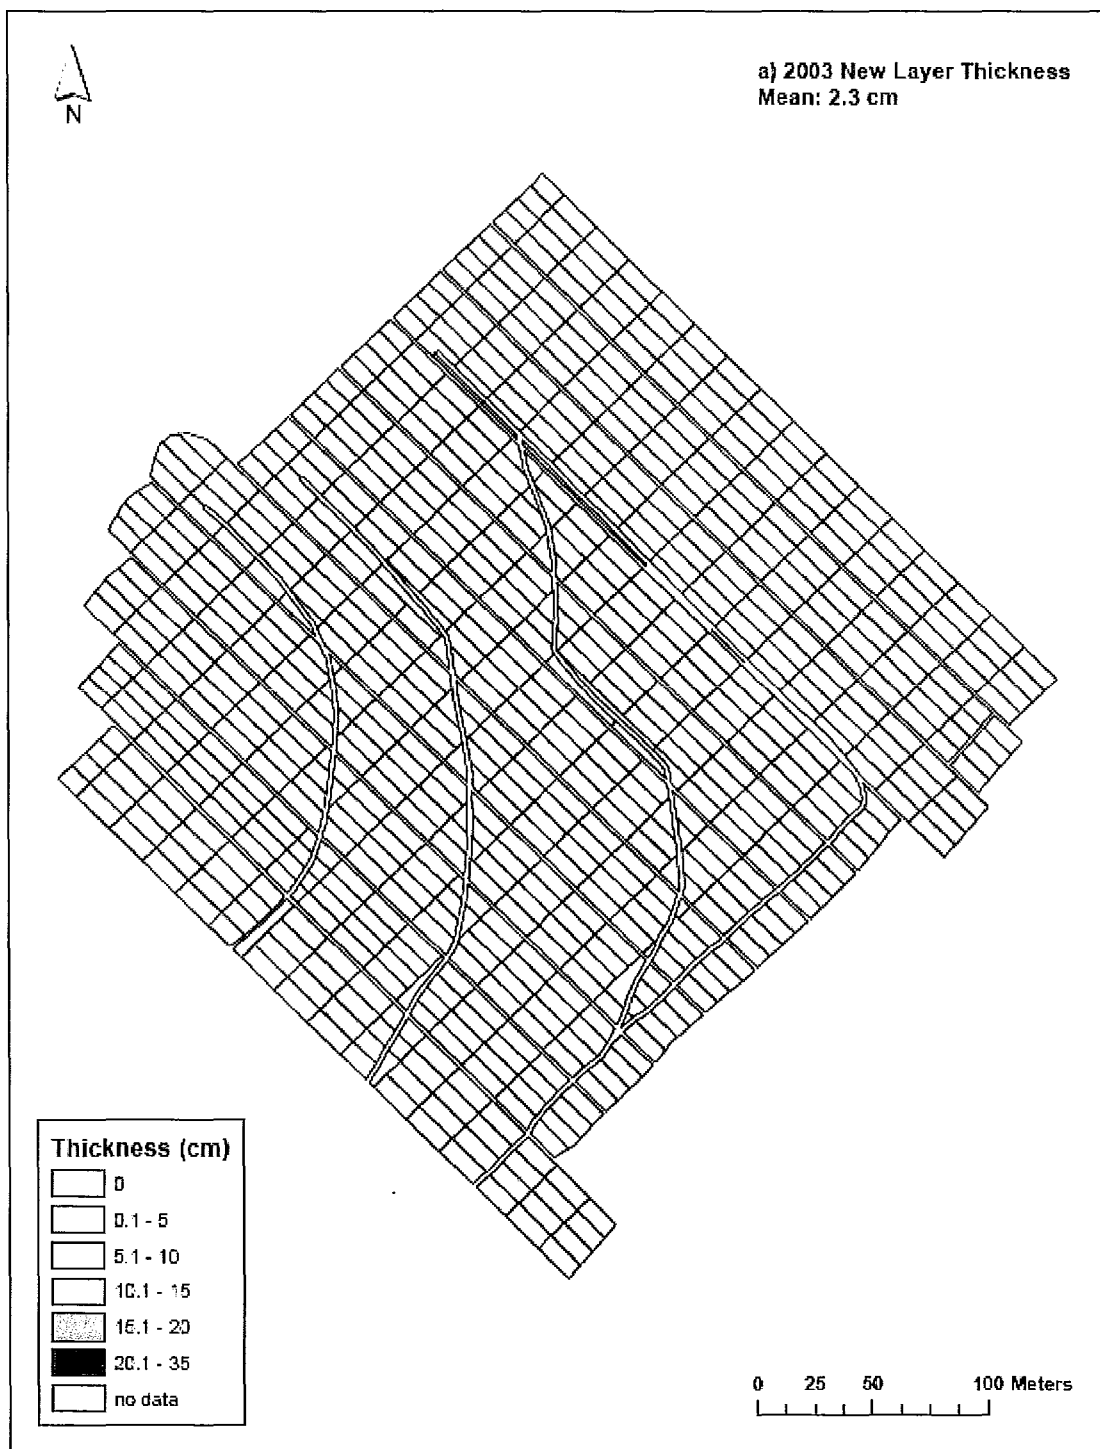 N
a) 2003 New Layer Thickness
Mean: 2.3 cm
Thickness (cm)
0
0.1 - 5
5.1 - 10
10.1 - 15
15.1 - 20
20.1 - 35
no data
0 25 50 100 Meters